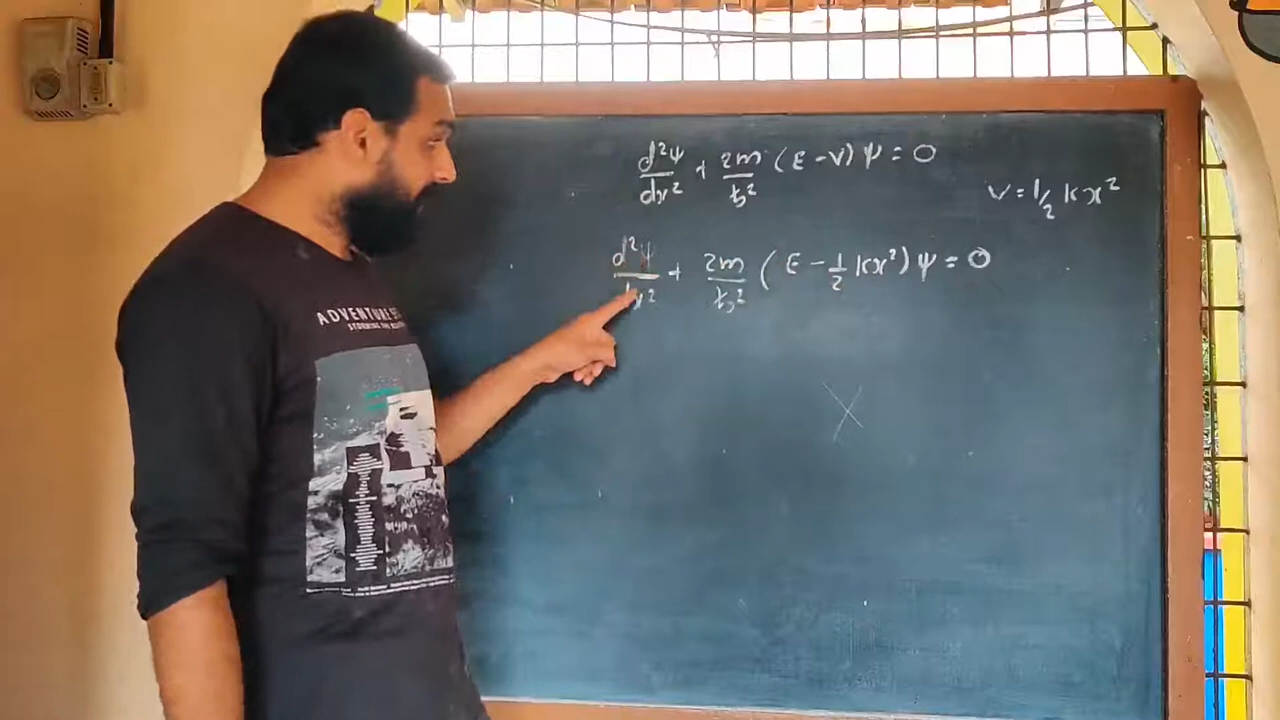 d²ψ/dx² + 2m/ħ² (E - V) ψ = 0
V = 1/2 kx²
d²ψ/dx² + 2m/ħ² (E - 1/2 kx²) ψ = 0
ADVENTURE